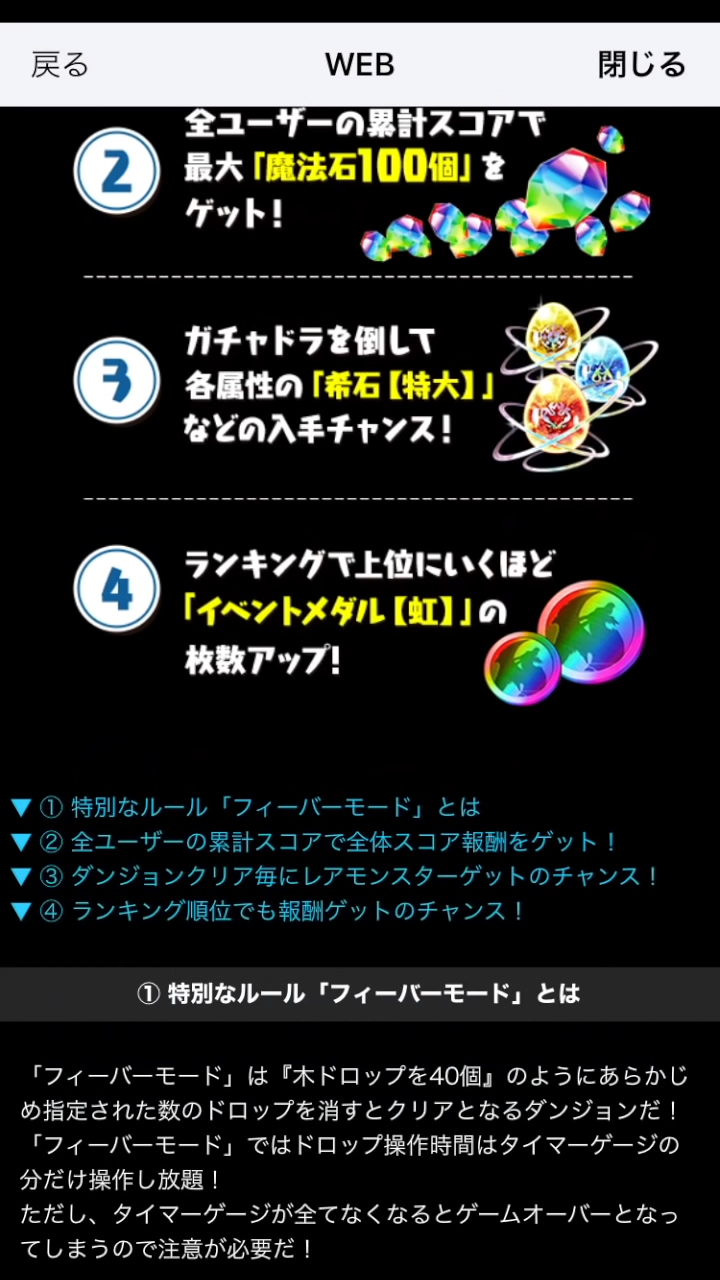 戻る WEB 閉じる
② 全ユーザーの累計スコアで
最大「魔法石100個」を
ゲット！
③ ガチャドラを倒して
各属性の「希石【特大】」
などの入手チャンス！
④ ランキングで上位にいくほど
「イベントメダル【虹】」の
枚数アップ！
▼ ① 特別なルール「フィーバーモード」とは
▼ ② 全ユーザーの累計スコアで全体スコア報酬をゲット！
▼ ③ ダンジョンクリア毎にレアモンスターゲットのチャンス！
▼ ④ ランキング順位でも報酬ゲットのチャンス！
① 特別なルール「フィーバーモード」とは
「フィーバーモード」は『木ドロップを40個』のようにあらかじ
め指定された数のドロップを消すとクリアとなるダンジョンだ！
「フィーバーモード」ではドロップ操作時間はタイマーゲージの
分だけ操作し放題！
ただし、タイマーゲージが全てなくなるとゲームオーバーとなっ
てしまうので注意が必要だ！